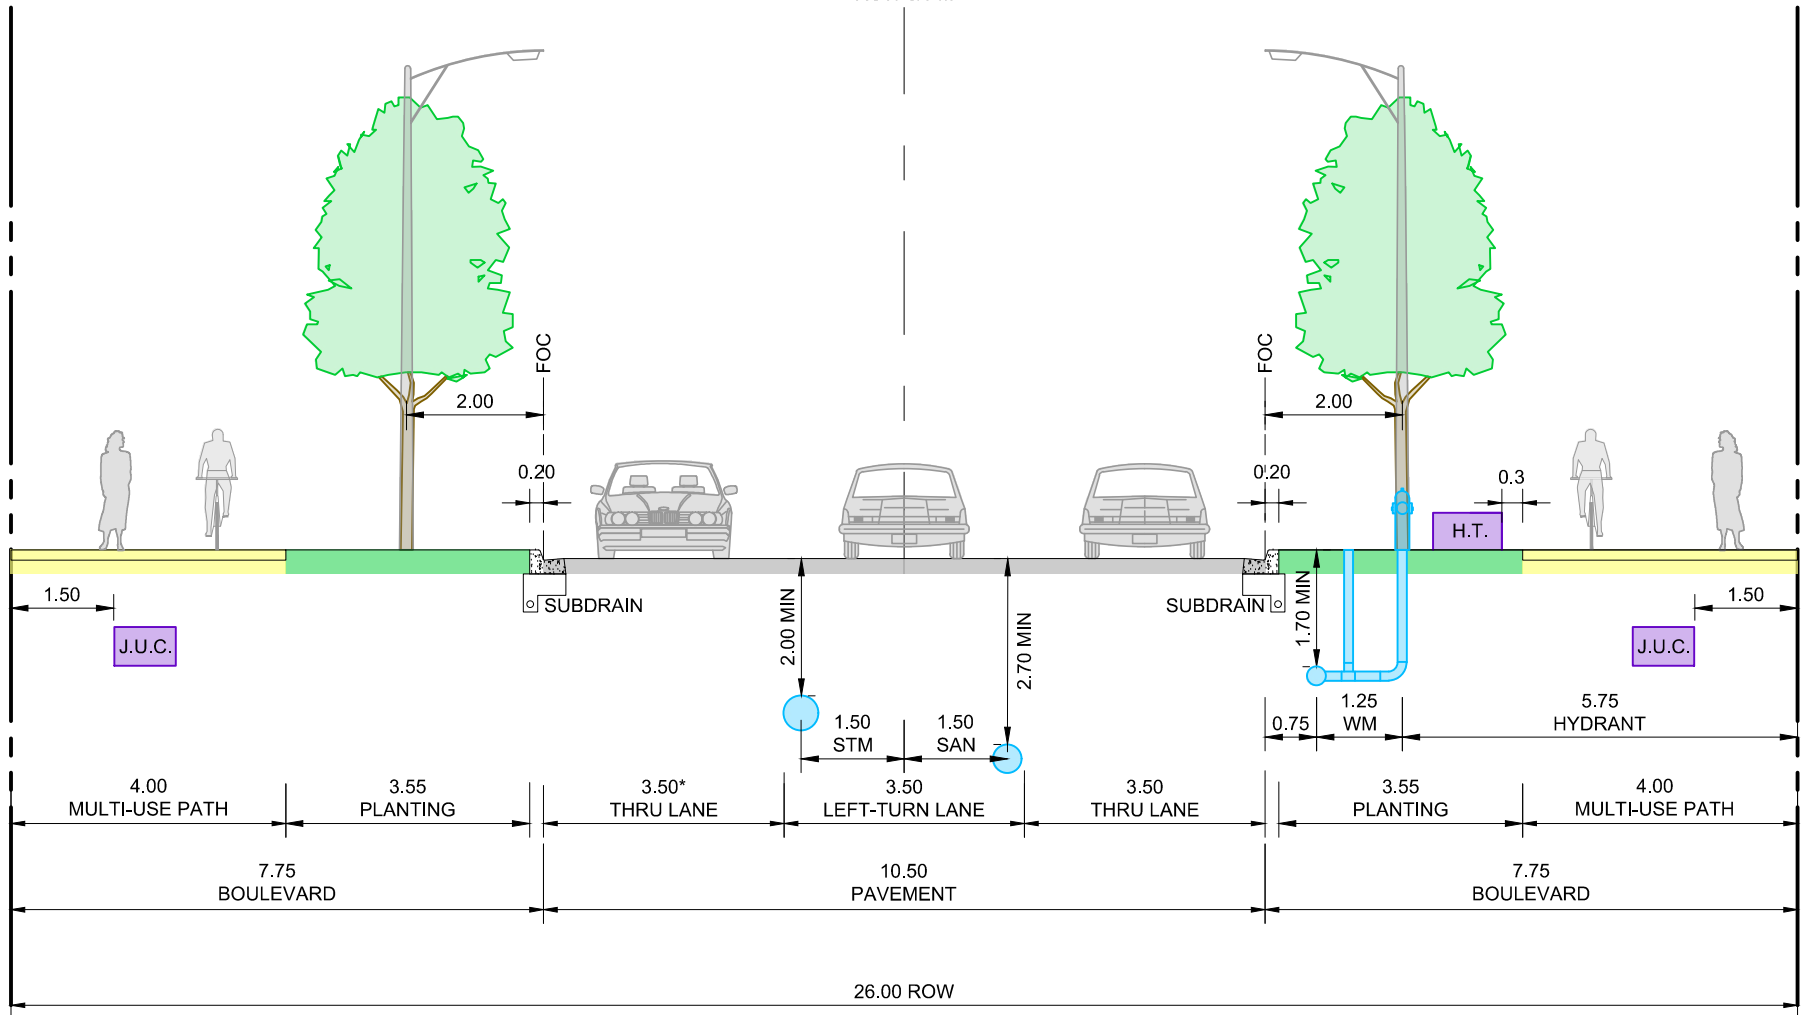 FOC
FOC
2.00
2.00
0.20
0.20
0.3
H.T.
1.50
SUBDRAIN
SUBDRAIN
1.50
J.U.C.
2.00 MIN
2.70 MIN
1.70 MIN
J.U.C.
1.50
STM
1.50
SAN
0.75
1.25
WM
5.75
HYDRANT
4.00
MULTI-USE PATH
3.55
PLANTING
3.50*
THRU LANE
3.50
LEFT-TURN LANE
3.50
THRU LANE
3.55
PLANTING
4.00
MULTI-USE PATH
7.75
BOULEVARD
10.50
PAVEMENT
7.75
BOULEVARD
26.00 ROW